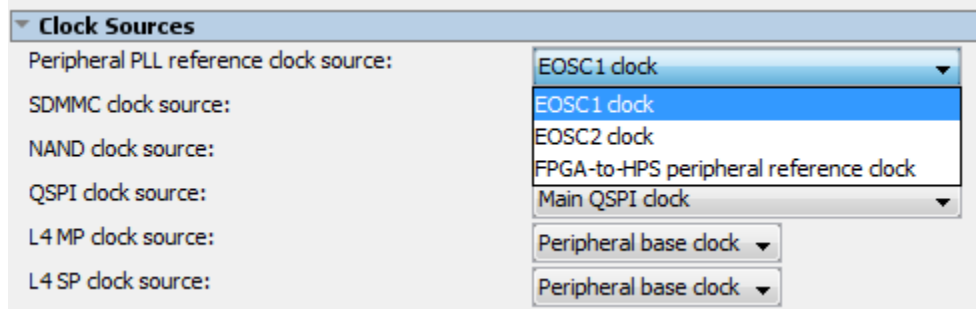 Clock Sources
Peripheral PLL reference clock source: EOSC1 clock
SDMMC clock source: EOSC1 clock
NAND clock source: EOSC2 clock
FPGA-to-HPS peripheral reference clock
QSPI clock source: Main QSPI clock
L4 MP clock source: Peripheral base clock
L4 SP clock source: Peripheral base clock